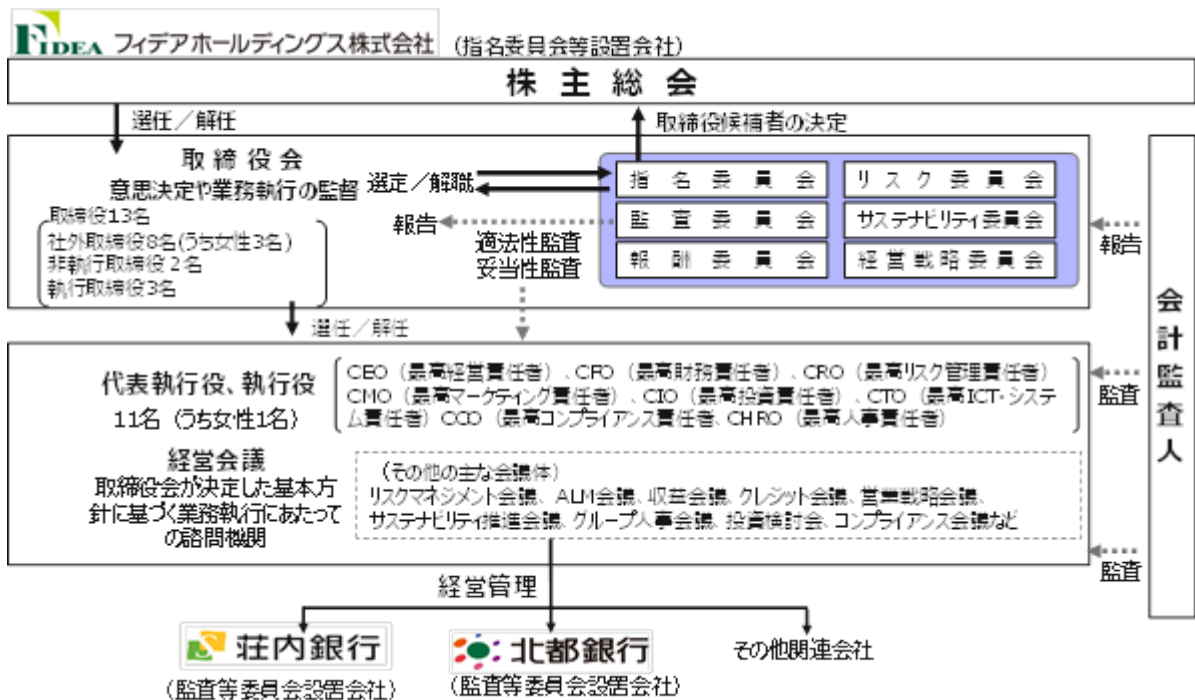 FIDEA フィデアホールディングス株式会社 (指名委員会等設置会社)
株主総会
選任／解任
取締役候補者の決定
取締役会
意思決定や業務執行の監督
取締役13名
社外取締役8名(うち女性3名)
非執行取締役2名
執行取締役3名
選定／解職
報告
適法性監査
妥当性監査
指名委員会
リスク委員会
監査委員会
サステナビリティ委員会
報酬委員会
経営戦略委員会
報告
会計監査人
選任／解任
代表執行役、執行役
11名（うち女性1名）
CEO（最高経営責任者）、CFO（最高財務責任者）、CRO（最高リスク管理責任者）
CMO（最高マーケティング責任者）、CIO（最高投資責任者）、CTO（最高ICT・システ
ム責任者）CCO（最高コンプライアンス責任者、CHRO（最高人事責任者）
監査
経営会議
取締役会が決定した基本方
針に基づく業務執行にあたって
の諮問機関
（その他の主な会議体）
リスクマネジメント会議、ALM会議、収益会議、クレジット会議、営業戦略会議、
サステナビリティ推進会議、グループ人事会議、投資検討会、コンプライアンス会議など
監査
経営管理
荘内銀行
(監査等委員会設置会社)
北都銀行
(監査等委員会設置会社)
その他関連会社